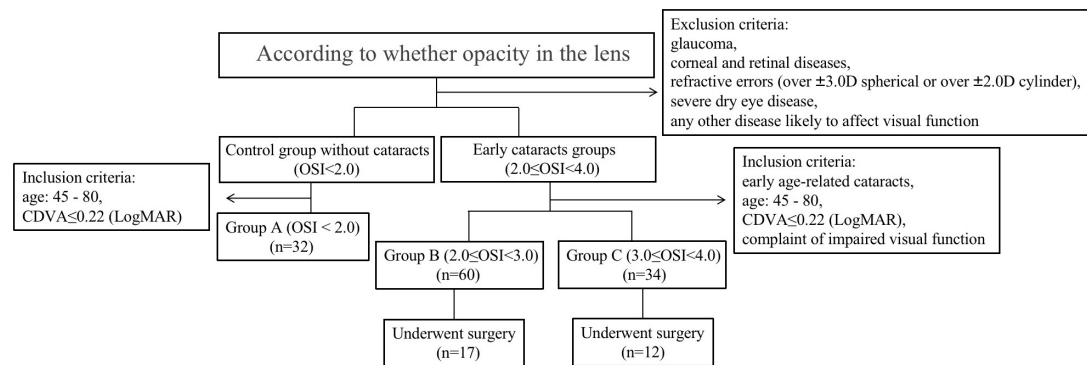 According to whether opacity in the lens
Exclusion criteria:
glaucoma,
corneal and retinal diseases,
refractive errors (over ±3.0D spherical or over ±2.0D cylinder),
severe dry eye disease,
any other disease likely to affect visual function
Control group without cataracts
(OSI<2.0)
Early cataracts groups
(2.0≤OSI<4.0)
Inclusion criteria:
age: 45 - 80,
CDVA≤0.22 (LogMAR)
Inclusion criteria:
early age-related cataracts,
age: 45 - 80,
CDVA≤0.22 (LogMAR),
complaint of impaired visual function
Group A (OSI < 2.0)
(n=32)
Group B (2.0≤OSI<3.0)
(n=60)
Group C (3.0≤OSI<4.0)
(n=34)
Underwent surgery
(n=17)
Underwent surgery
(n=12)